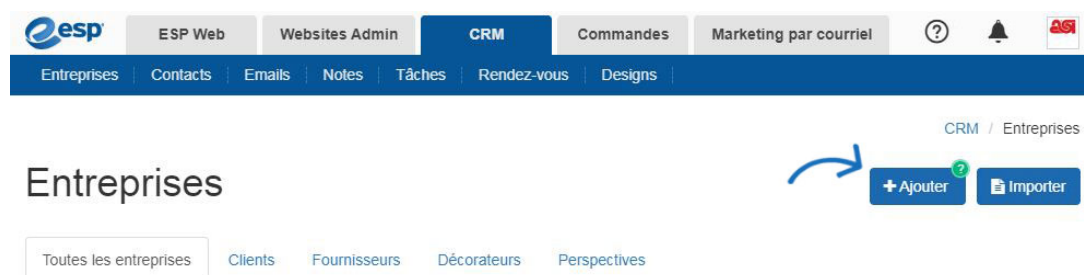 esp ESP Web Websites Admin CRM Commandes Marketing par courriel ? asi
Entreprises Contacts Emails Notes Tâches Rendez-vous Designs
CRM / Entreprises
Entreprises
+ Ajouter ? Importer
Toutes les entreprises Clients Fournisseurs Décorateurs Perspectives